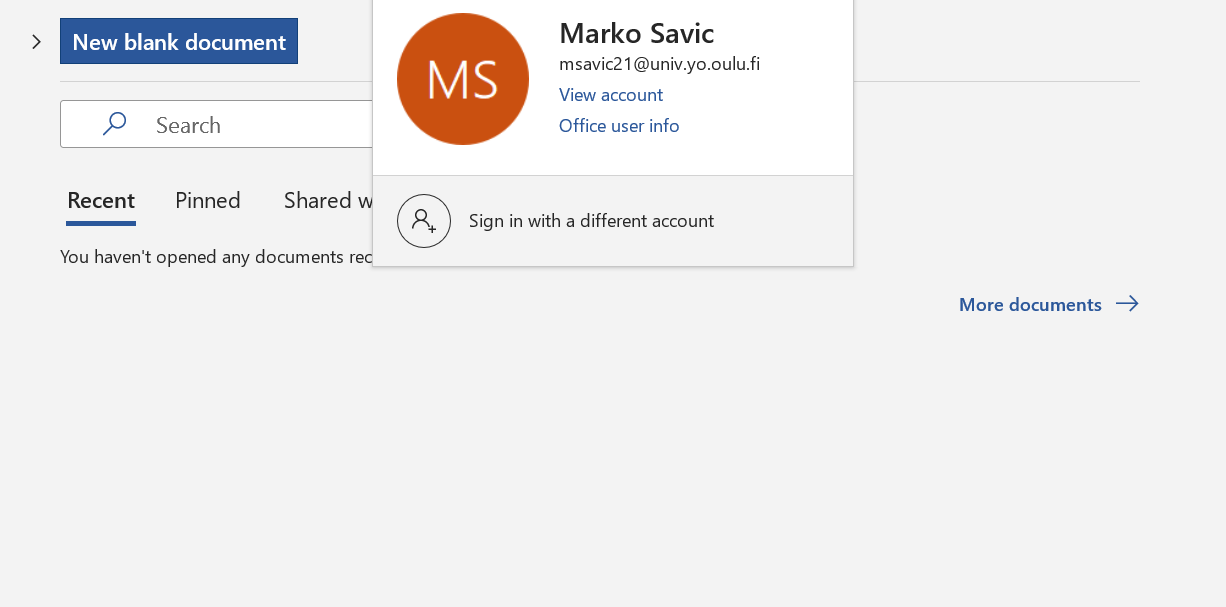 New blank document
Search
Recent Pinned Shared w
You haven't opened any documents rec
MS
Marko Savic
msavic21@univ.yo.oulu.fi
View account
Office user info
Sign in with a different account
More documents